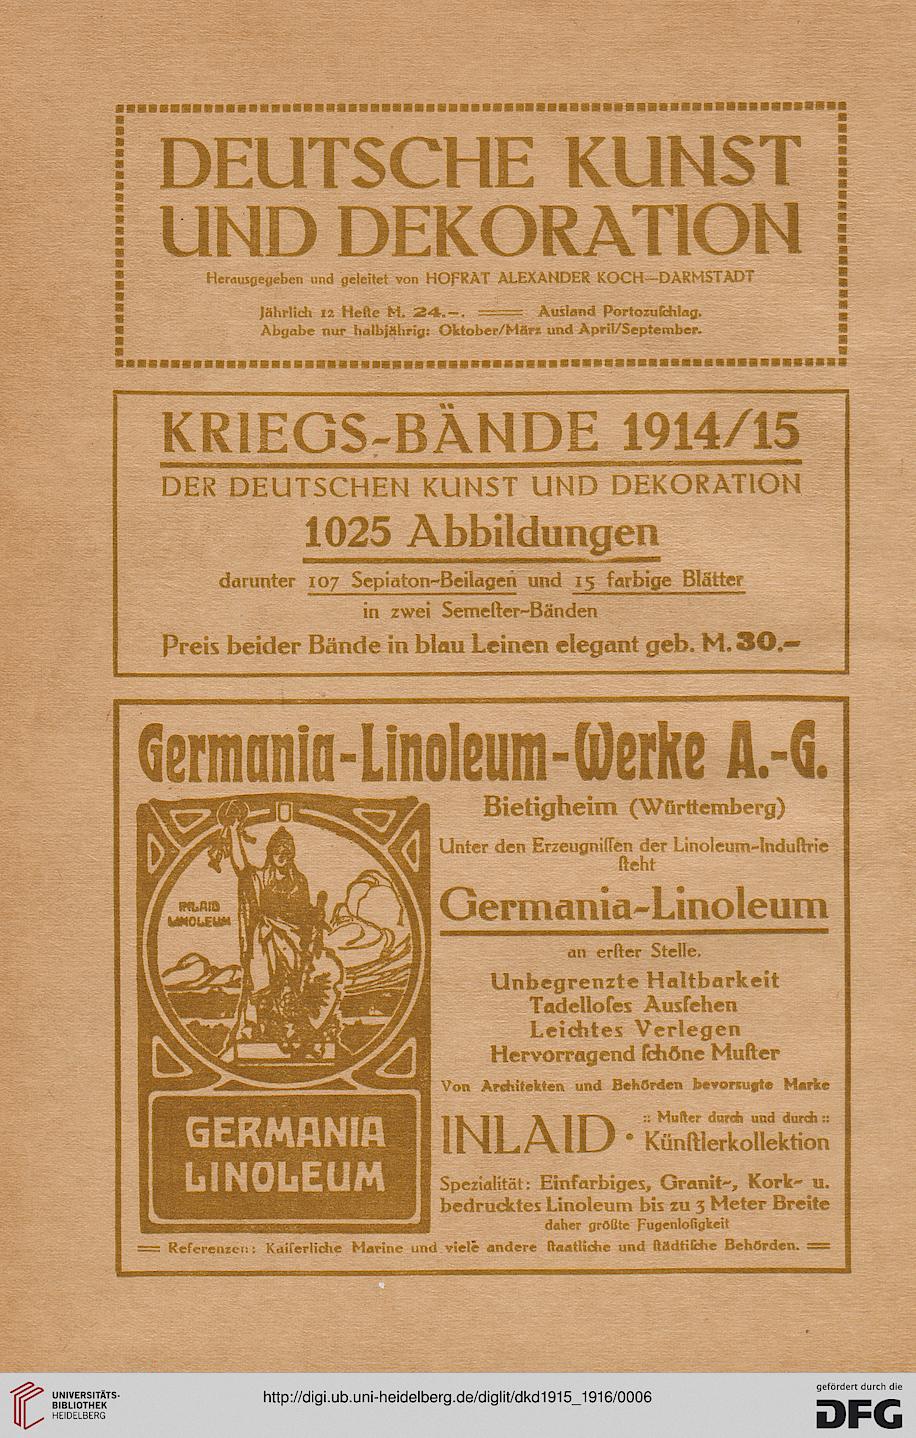 DEUTSCHE KUNST
UND DEKORATION
Herausgegeben und geleitet von HOFRAT ALEXANDER KOCH—DARMSTADT
Jährlich 12 Hefte M. 24.–. Ausland Portozuſchlag.
Abgabe nur halbjährig: Oktober/März und April/September.
KRIEGS-BÄNDE 1914/15
DER DEUTSCHEN KUNST UND DEKORATION
1025 Abbildungen
darunter 107 Sepiaton-Beilagen und 15 farbige Blätter
in zwei Semeſter-Bänden
Preis beider Bände in blau Leinen elegant geb. M. 30.–
Germania-Linoleum-Werke A.-G.
Bietigheim (Württemberg)
Unter den Erzeugniſſen der Linoleum-Induſtrie
ſteht
Germania-Linoleum
an erſter Stelle.
Unbegrenzte Haltbarkeit
Tadelloſes Ausſehen
Leichtes Verlegen
Hervorragend ſchöne Muſter
Von Architekten und Behörden bevorzugte Marke
INLAID · :: Muſter durch und durch ::
Künſtlerkollektion
Spezialität: Einfarbiges, Granit-, Kork- u.
bedrucktes Linoleum bis zu 3 Meter Breite
daher größte Fugenloſigkeit
INLAID
LINOLEUM
GERMANIA
LINOLEUM
Referenzen: Kaiſerliche Marine und viele andere ſtaatliche und ſtädtiſche Behörden.
UNIVERSITÄTS-
BIBLIOTHEK
HEIDELBERG
http://digi.ub.uni-heidelberg.de/diglit/dkd1915_1916/0006
gefördert durch die
DFG